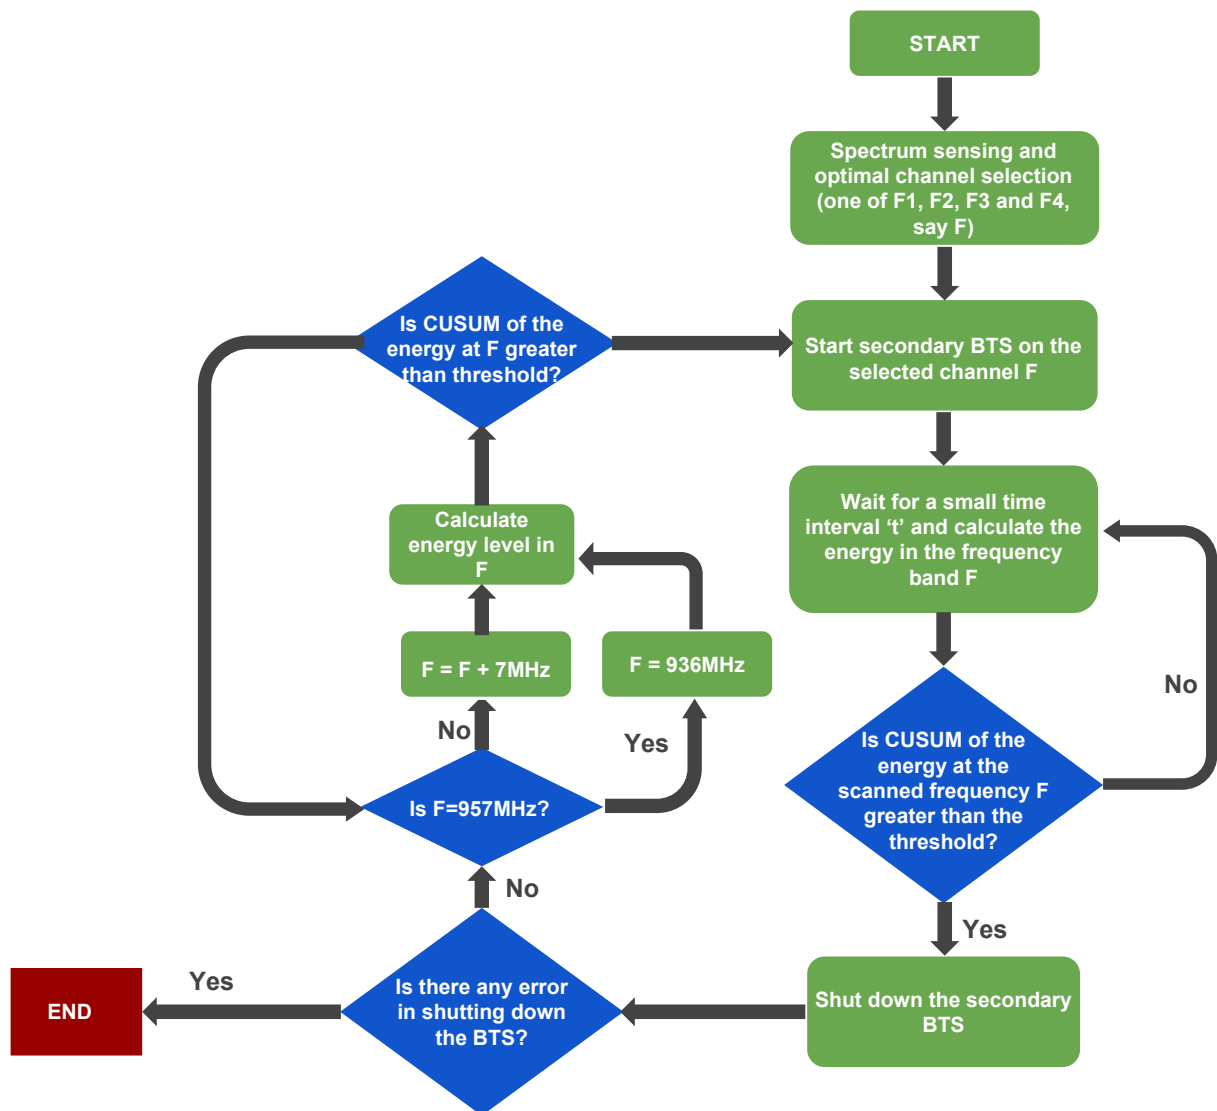 START
Spectrum sensing and
optimal channel selection
(one of F1, F2, F3 and F4,
say F)
Is CUSUM of the
energy at F greater
than threshold?
Start secondary BTS on the
selected channel F
Wait for a small time
interval ‘t’ and calculate the
energy in the frequency
band F
Calculate
energy level in
F
F = F + 7MHz
F = 936MHz
No
No
Yes
Is CUSUM of the
energy at the
scanned frequency F
greater than the
threshold?
Is F=957MHz?
No
Yes
Yes
Is there any error
in shutting down
the BTS?
Shut down the secondary
BTS
END